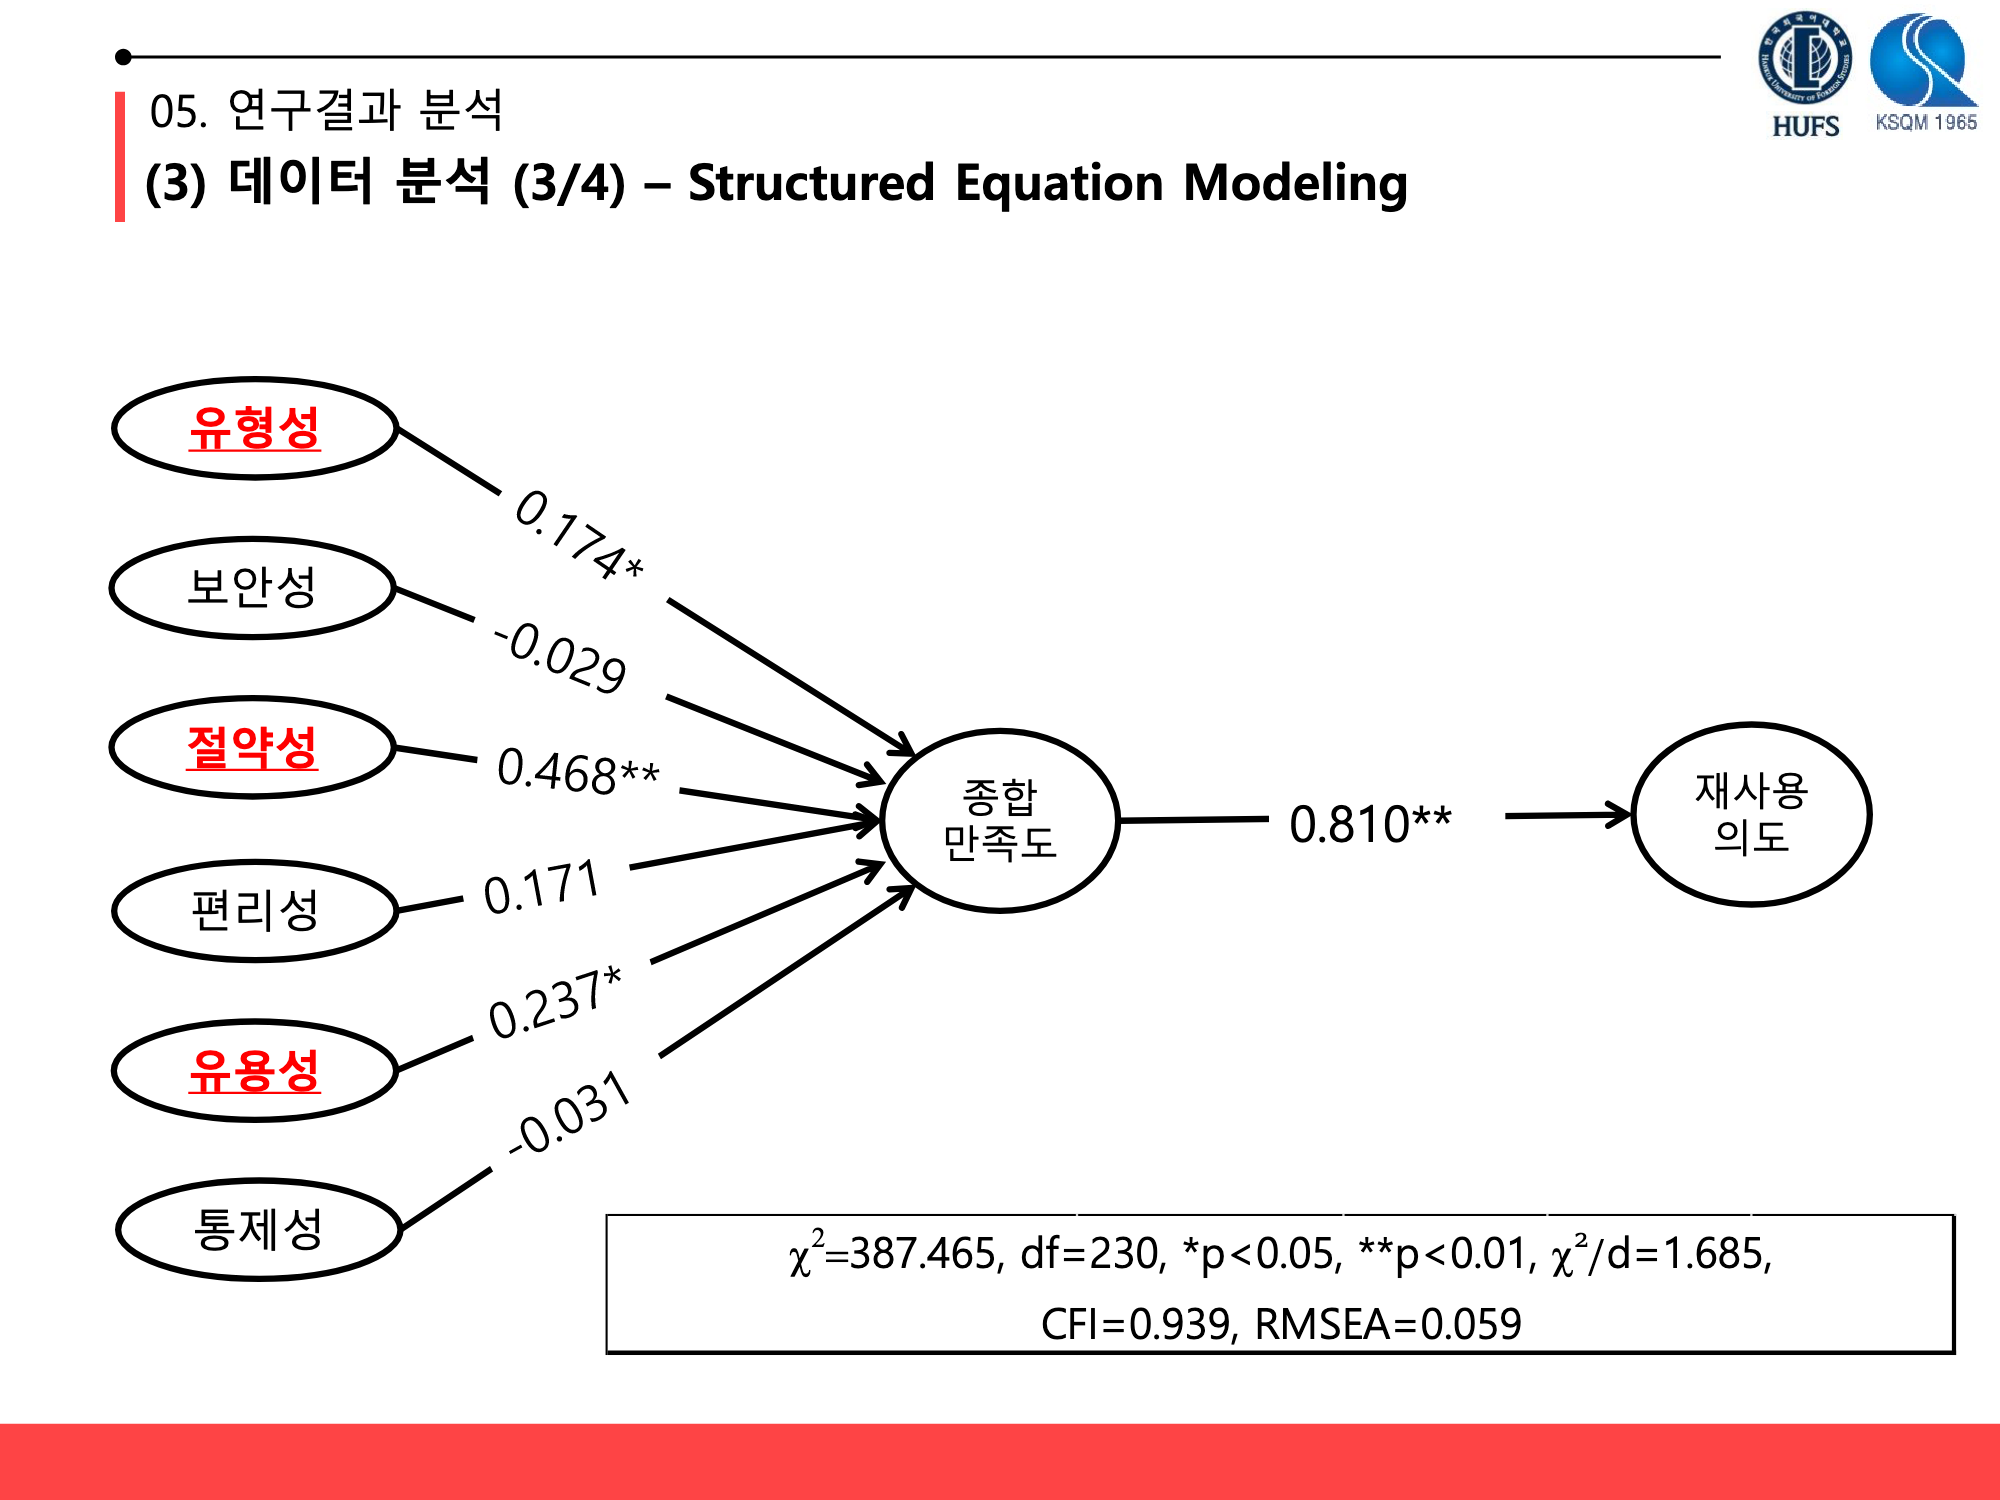 05. 연구결과 분석
(3) 데이터 분석 (3/4) – Structured Equation Modeling
HUFS
KSQM 1965
유형성
보안성
절약성
편리성
유용성
통제성
0.174*
-0.029
0.468**
0.171
0.237*
-0.031
종합
만족도
0.810**
재사용
의도
χ²=387.465, df=230, *p<0.05, **p<0.01, χ²/d=1.685,
CFI=0.939, RMSEA=0.059